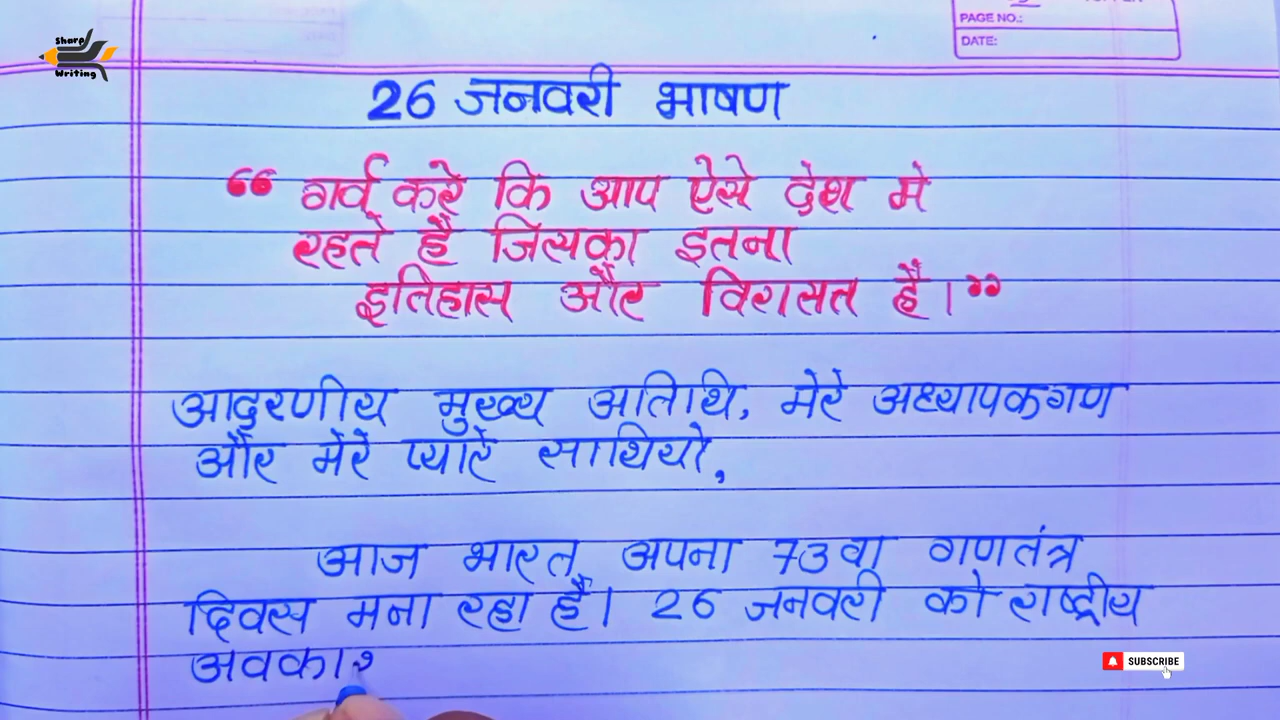 Sharp
Writing
PAGE NO.:
DATE:
26 जनवरी भाषण
“ गर्व करे कि आप ऐसे देश मे
रहते है जिसका इतना
इतिहास और विरासत है। ”
आदरणीय मुख्य अतिथि, मेरे अध्यापकगण
और मेरे प्यारे साथियो,
आज भारत अपना 73वा गणतंत्र
दिवस मना रहा है। 26 जनवरी को राष्ट्रीय
अवका
SUBSCRIBE